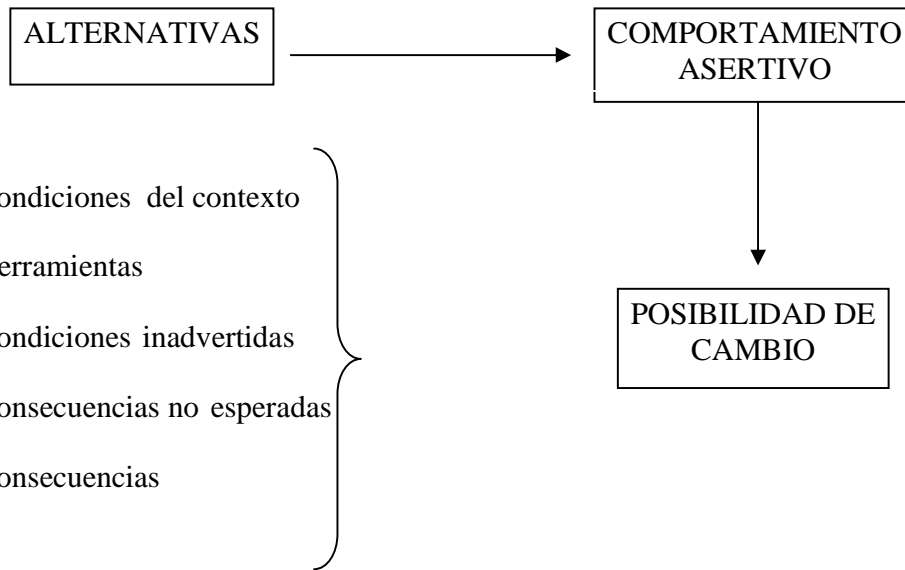 ALTERNATIVAS
COMPORTAMIENTO
ASERTIVO
ondiciones del contexto
erramientas
ondiciones inadvertidas
onsecuencias no esperadas
onsecuencias
POSIBILIDAD DE
CAMBIO